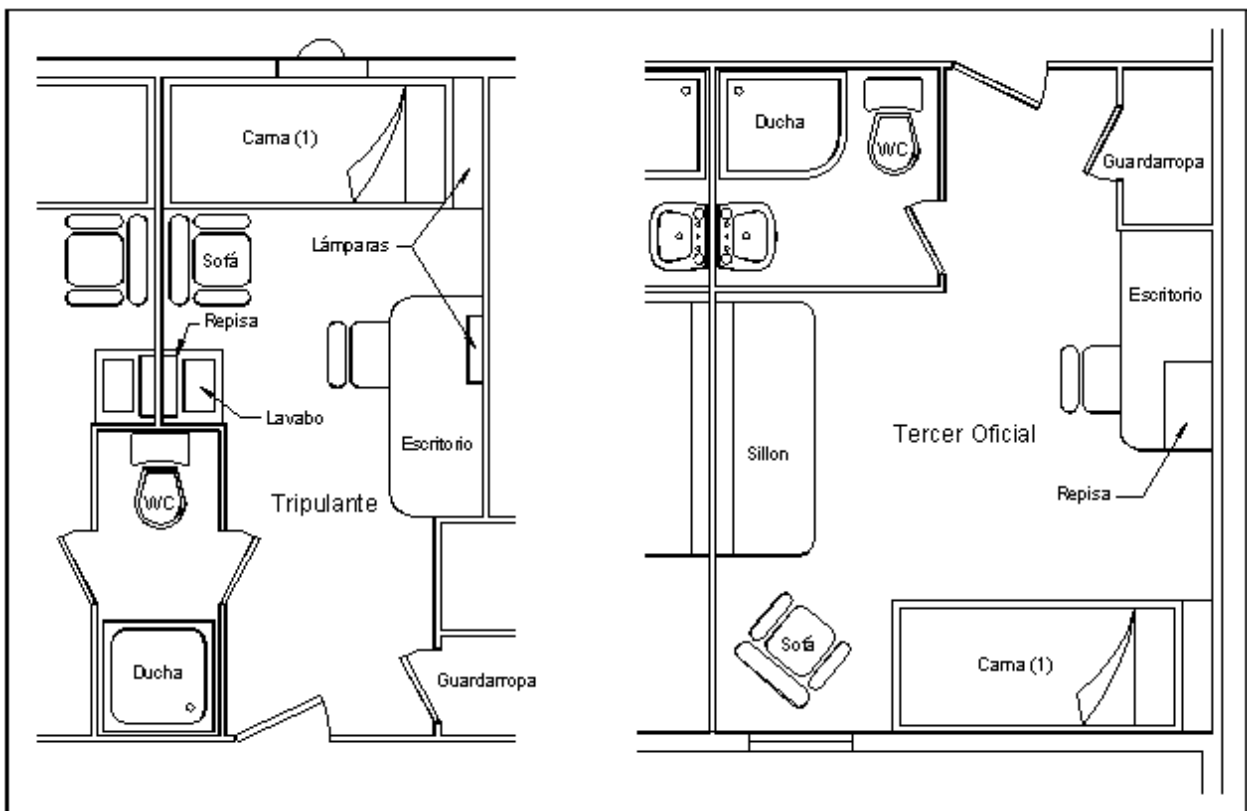 Cama (1)
Lámparas
Sofá
Repisa
Lavabo
Escritorio
WC
Tripulante
Ducha
Guardarropa
Ducha
WC
Guardarropa
Escritorio
Tercer Oficial
Sillon
Repisa
Sofá
Cama (1)